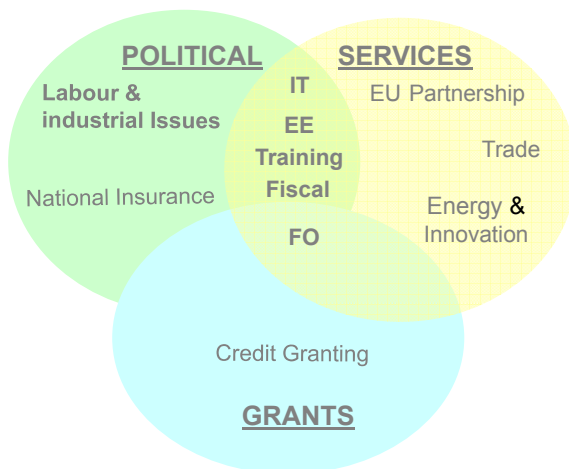 POLITICAL
Labour &
industrial Issues
National Insurance
IT
EE
Training
Fiscal
FO
SERVICES
EU Partnership
Trade
Energy &
Innovation
Credit Granting
GRANTS